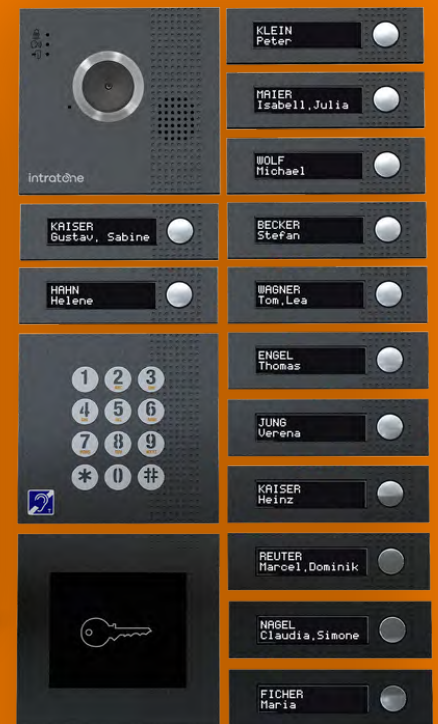 intratone
KAISER
Gustav, Sabine
HAHN
Helene
1 2 3
4 5 6
7 8 9
* 0 #
T
KLEIN
Peter
MAIER
Isabell,Julia
WOLF
Michael
BECKER
Stefan
WAGNER
Tom,Lea
ENGEL
Thomas
JUNG
Verena
KAISER
Heinz
REUTER
Marcel,Dominik
NAGEL
Claudia,Simone
FICHER
Maria